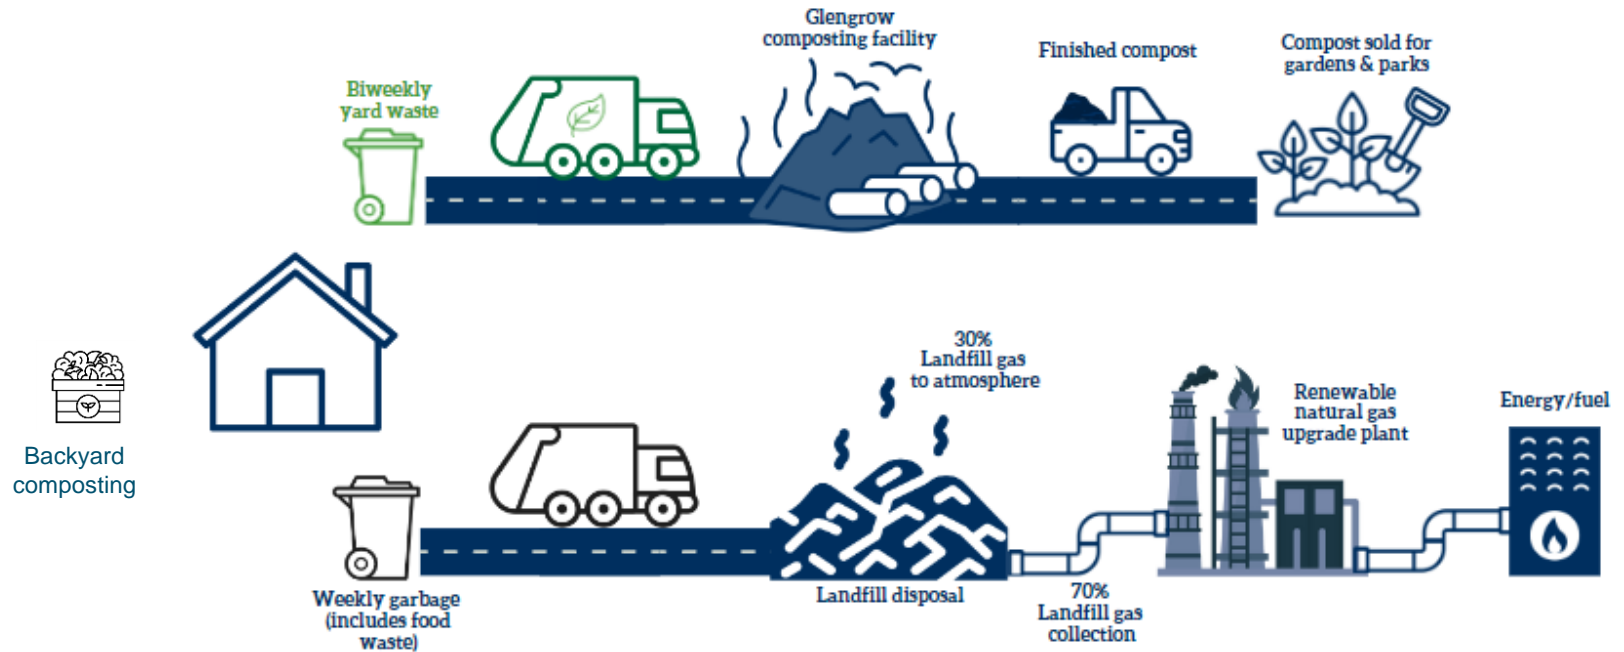 Glengrow
composting facility
Finished compost
Compost sold for
gardens & parks
Biweekly
yard waste
30%
Landfill gas
to atmosphere
Renewable
natural gas
upgrade plant
Energy/fuel
Backyard
composting
Landfill disposal
70%
Landfill gas
collection
Weekly garbage
(includes food
waste)